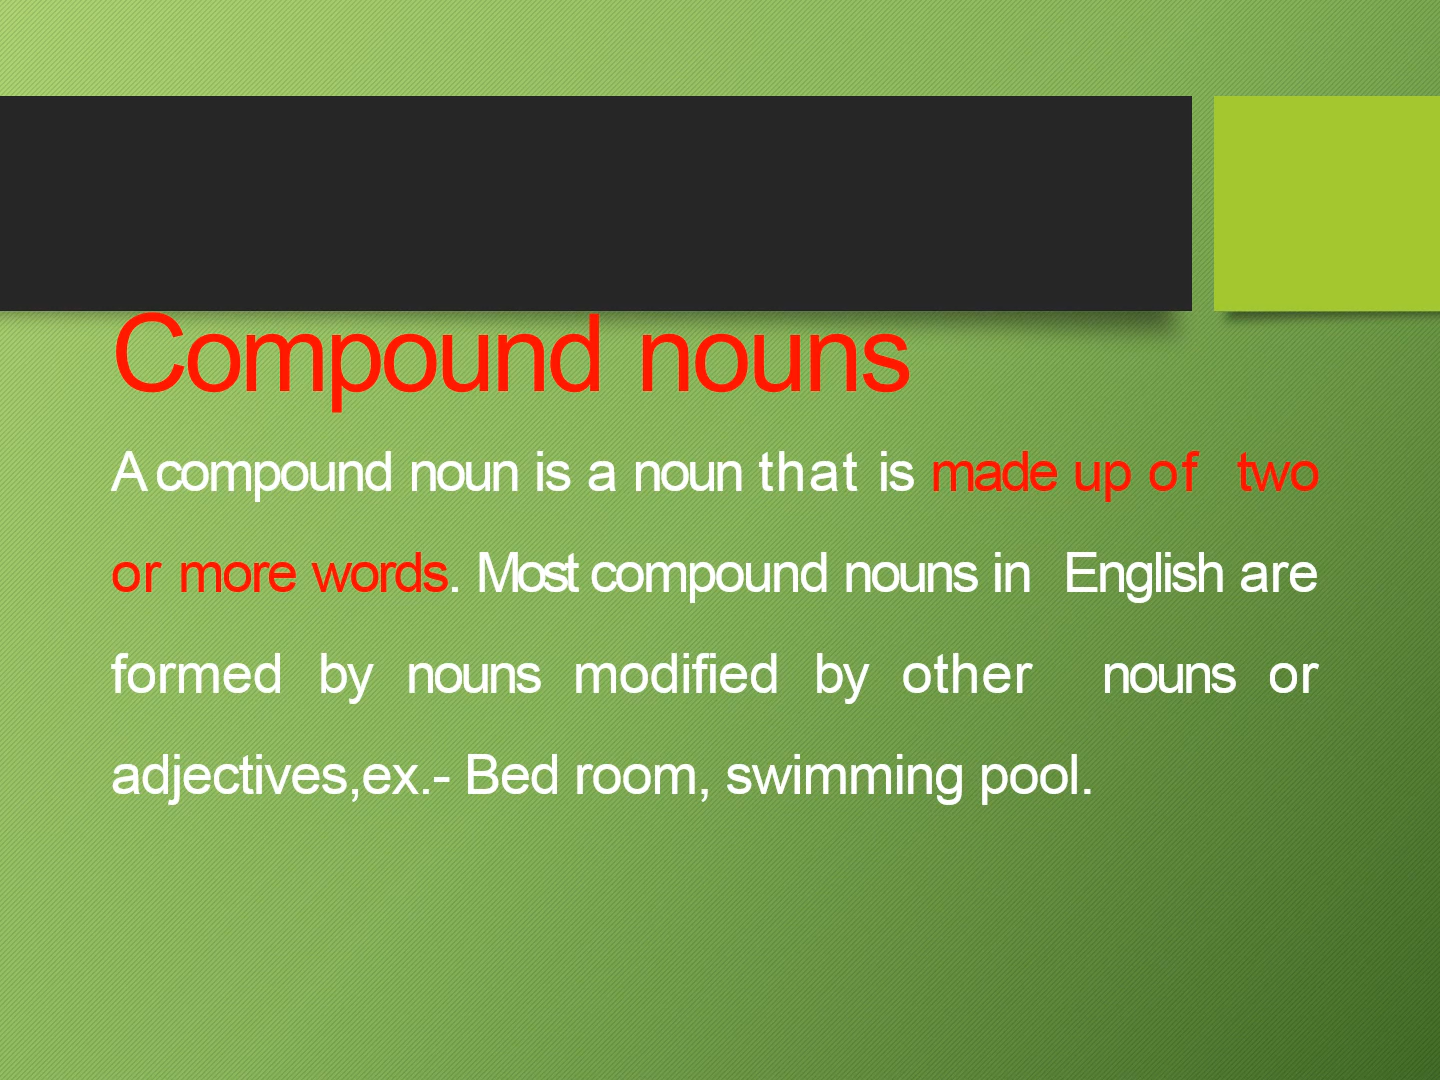 Compound nouns
A compound noun is a noun that is made up of two
or more words. Most compound nouns in English are
formed by nouns modified by other nouns or
adjectives,ex.- Bed room, swimming pool.